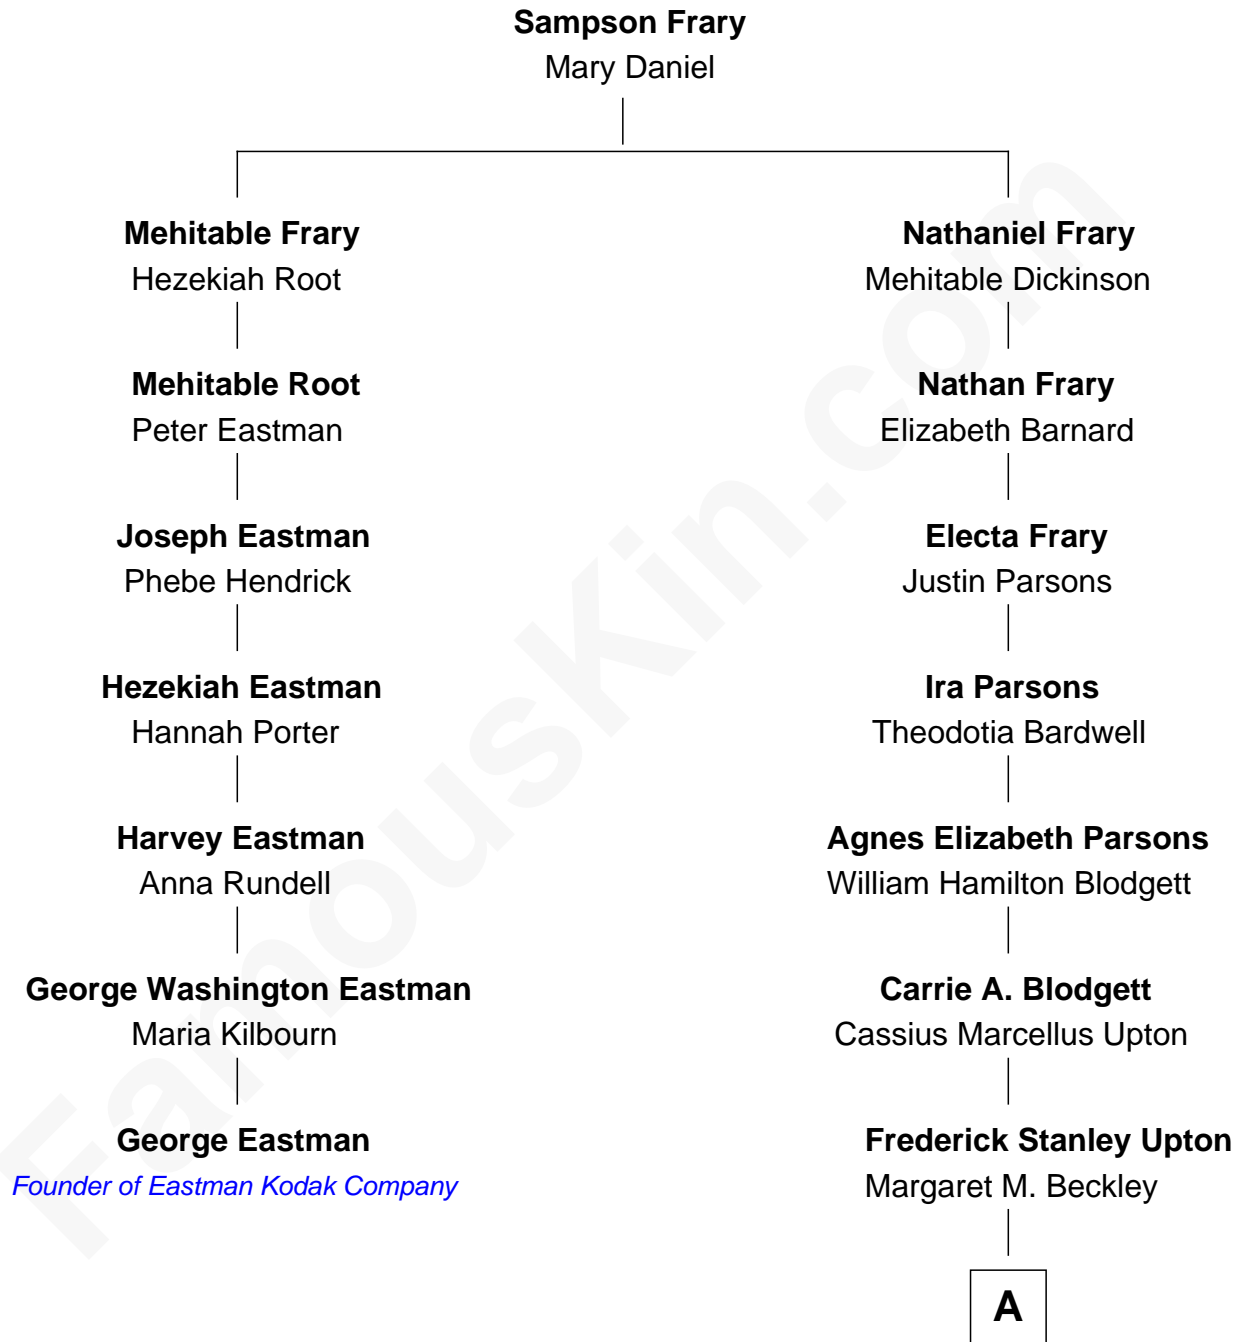 Sampson Frary
Mary Daniel
Mehitable Frary
Hezekiah Root
Nathaniel Frary
Mehitable Dickinson
Mehitable Root
Peter Eastman
Nathan Frary
Elizabeth Barnard
Joseph Eastman
Phebe Hendrick
Electa Frary
Justin Parsons
Hezekiah Eastman
Hannah Porter
Ira Parsons
Theodotia Bardwell
Harvey Eastman
Anna Rundell
Agnes Elizabeth Parsons
William Hamilton Blodgett
George Washington Eastman
Maria Kilbourn
Carrie A. Blodgett
Cassius Marcellus Upton
George Eastman
Founder of Eastman Kodak Company
Frederick Stanley Upton
Margaret M. Beckley
A
FamousKin.com